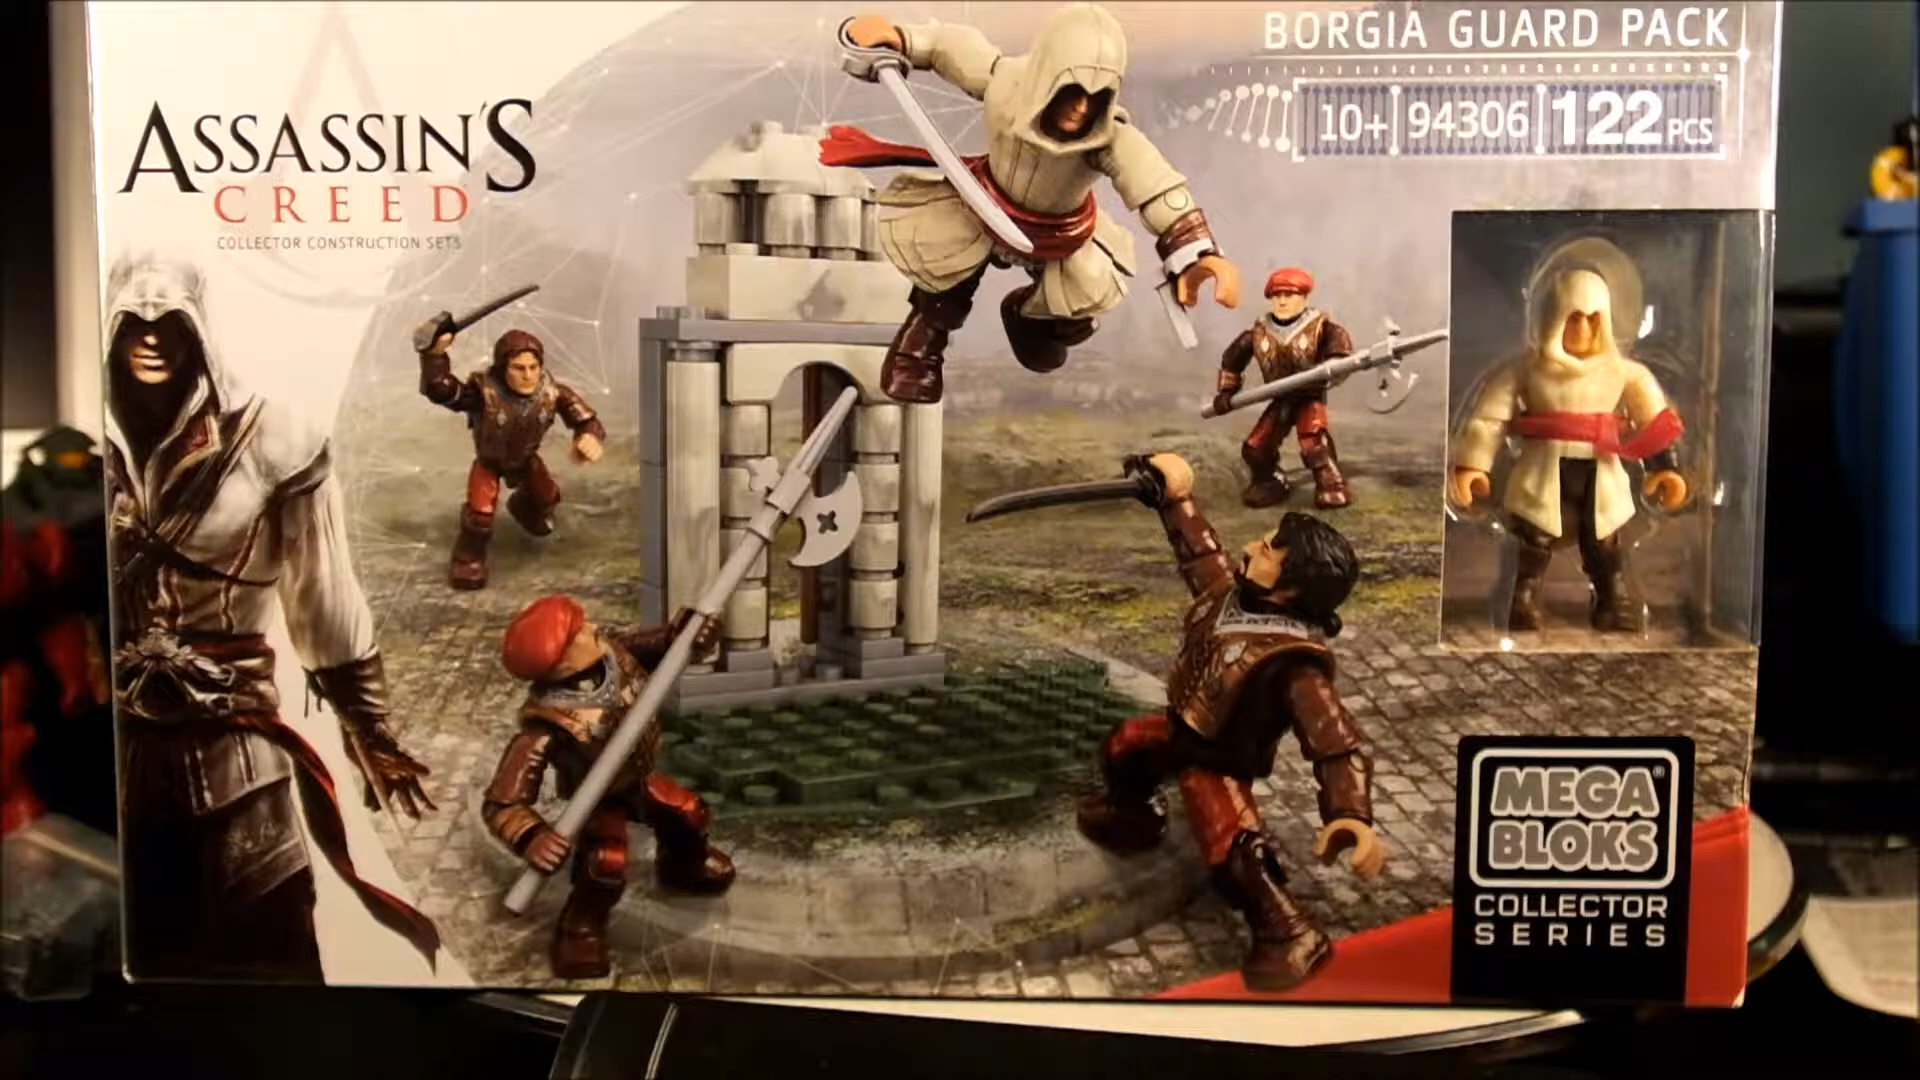 BORGIA GUARD PACK
10+ 94306 122 PCS
ASSASSIN'S
CREED
COLLECTOR CONSTRUCTION SETS
MEGA
BLOKS®
COLLECTOR
SERIES